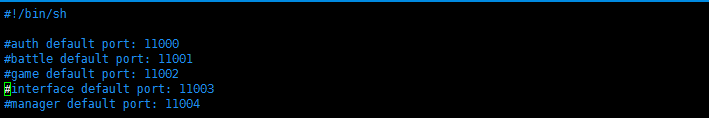 #!/bin/sh
#auth default port: 11000
#battle default port: 11001
#game default port: 11002
#interface default port: 11003
#manager default port: 11004